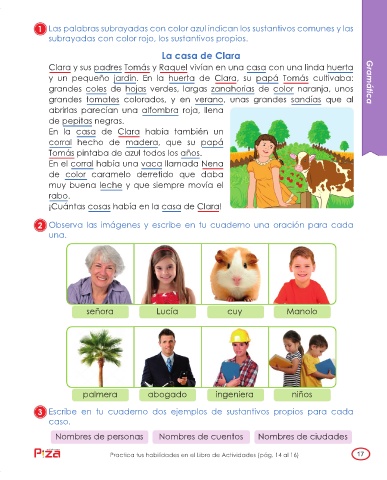 1 Las palabras subrayadas con color azul indican los sustantivos comunes y las
subrayadas con color rojo, los sustantivos propios.
La casa de Clara
Clara y sus padres Tomás y Raquel vivían en una casa con una linda huerta
y un pequeño jardín. En la huerta de Clara, su papá Tomás cultivaba:
grandes coles de hojas verdes, largas zanahorias de color naranja, unos
grandes tomates colorados, y en verano, unas grandes sandías que al
abrirlas parecían una alfombra roja, llena
de pepitas negras.
En la casa de Clara había también un
corral hecho de madera, que su papá
Tomás pintaba de azul todos los años.
En el corral había una vaca llamada Nena
de color caramelo derretido que daba
muy buena leche y que siempre movía el
rabo.
¡Cuántas cosas había en la casa de Clara!
Gramática
2 Observa las imágenes y escribe en tu cuaderno una oración para cada
una.
señora Lucía cuy Manolo
palmera abogado ingeniera niños
3 Escribe en tu cuaderno dos ejemplos de sustantivos propios para cada
caso.
Nombres de personas Nombres de cuentos Nombres de ciudades
Practica tus habilidades en el Libro de Actividades (pág. 14 al 16)
17